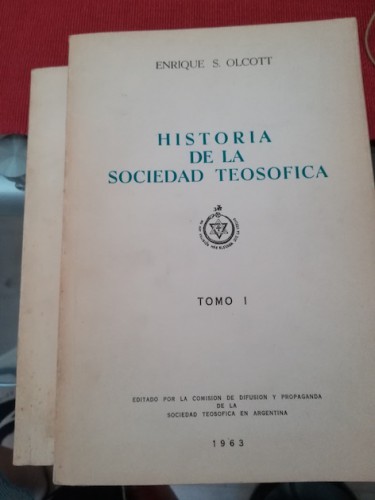 ENRIQUE S. OLCOTT
HISTORIA
DE LA
SOCIEDAD TEOSOFICA
TOMO I
EDITADO POR LA COMISION DE DIFUSION Y PROPAGANDA
DE LA
SOCIEDAD TEOSOFICA EN ARGENTINA
1963